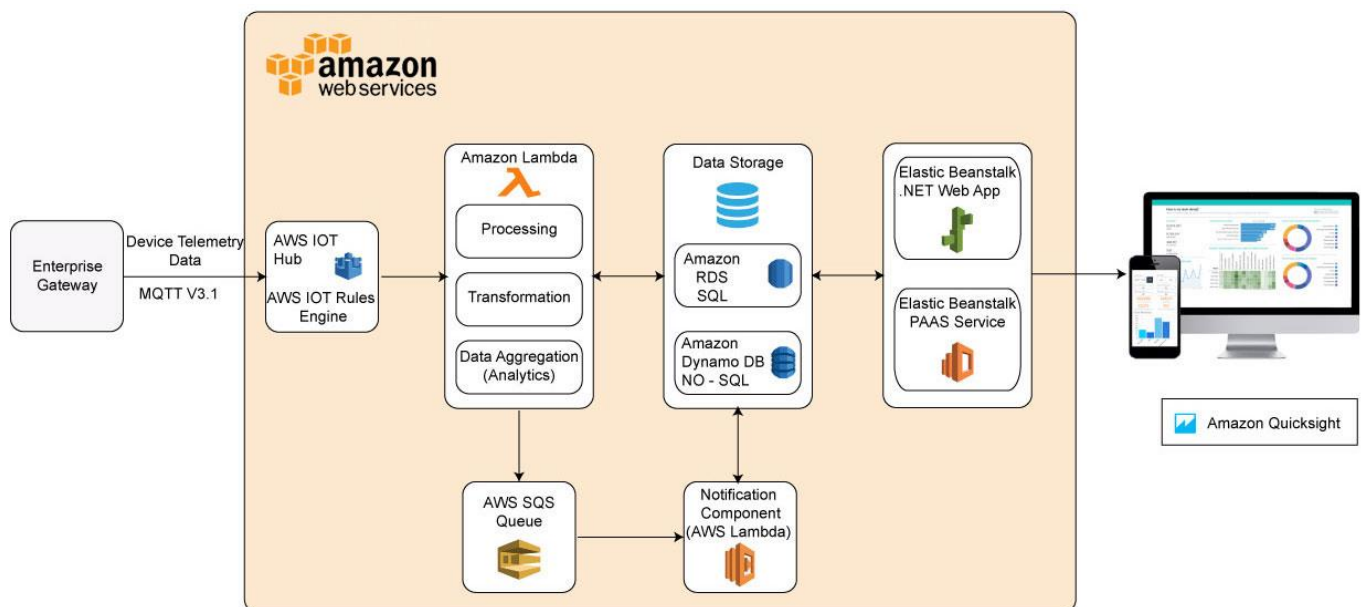 amazon
web services
Enterprise
Gateway
Device Telemetry
Data
MQTT V3.1
AWS IOT
Hub
AWS IOT Rules
Engine
Amazon Lambda
Processing
Transformation
Data Aggregation
(Analytics)
Data Storage
Amazon
RDS
SQL
Amazon
Dynamo DB
NO - SQL
Elastic Beanstalk
.NET Web App
Elastic Beanstalk
PAAS Service
AWS SQS
Queue
Notification
Component
(AWS Lambda)
Amazon Quicksight